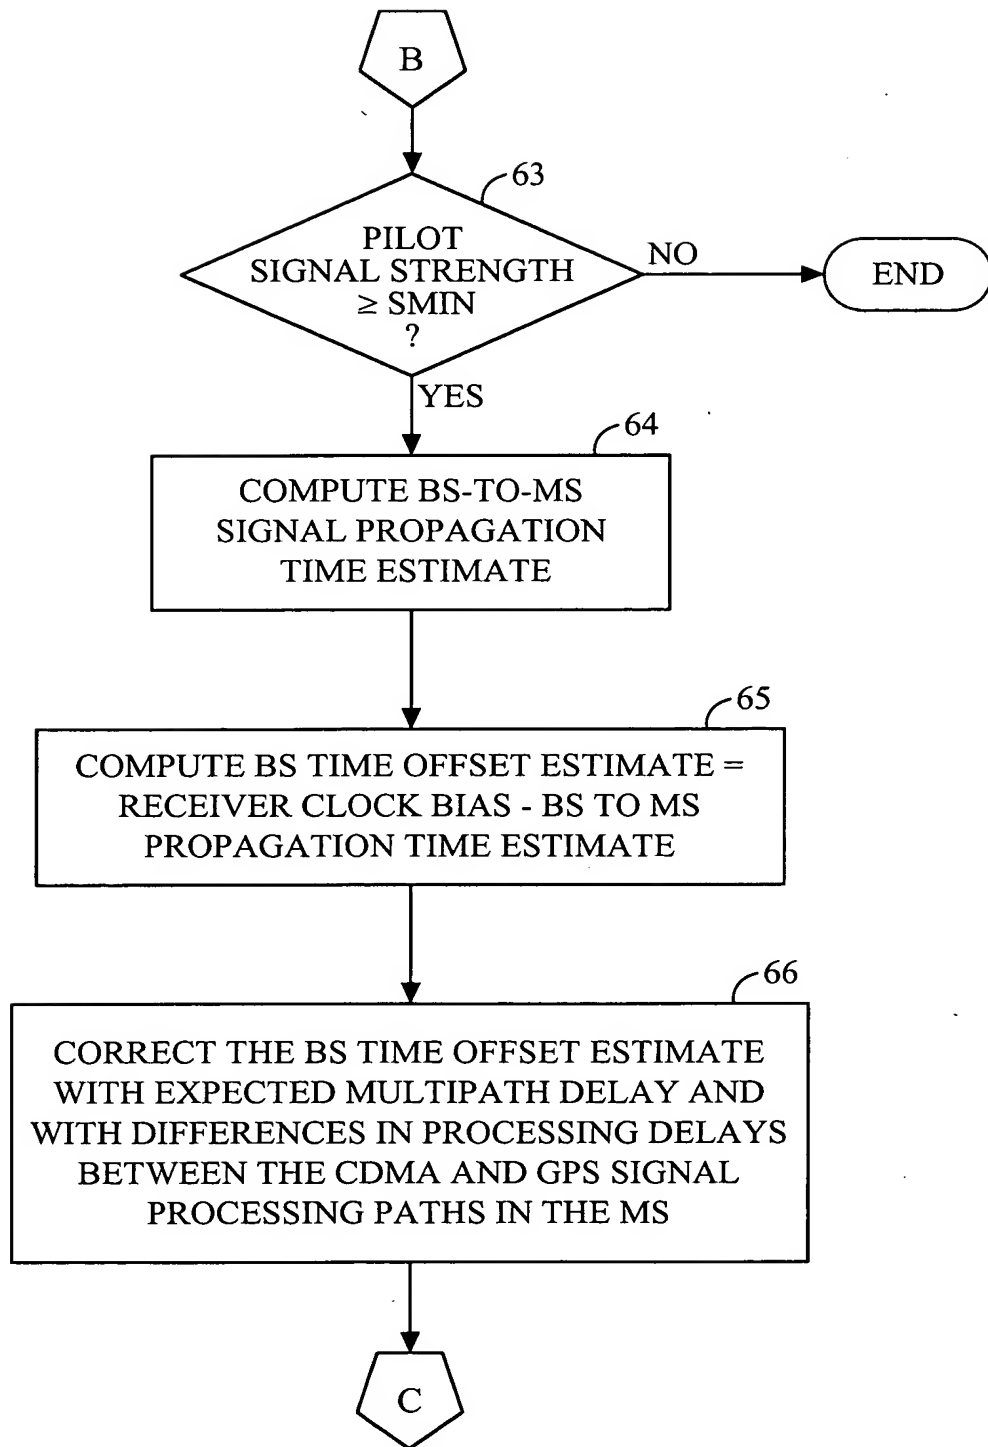 B
63
PILOT
SIGNAL STRENGTH
≥ SMIN
?
NO
END
YES
64
COMPUTE BS-TO-MS
SIGNAL PROPAGATION
TIME ESTIMATE
65
COMPUTE BS TIME OFFSET ESTIMATE =
RECEIVER CLOCK BIAS - BS TO MS
PROPAGATION TIME ESTIMATE
66
CORRECT THE BS TIME OFFSET ESTIMATE
WITH EXPECTED MULTIPATH DELAY AND
WITH DIFFERENCES IN PROCESSING DELAYS
BETWEEN THE CDMA AND GPS SIGNAL
PROCESSING PATHS IN THE MS
C